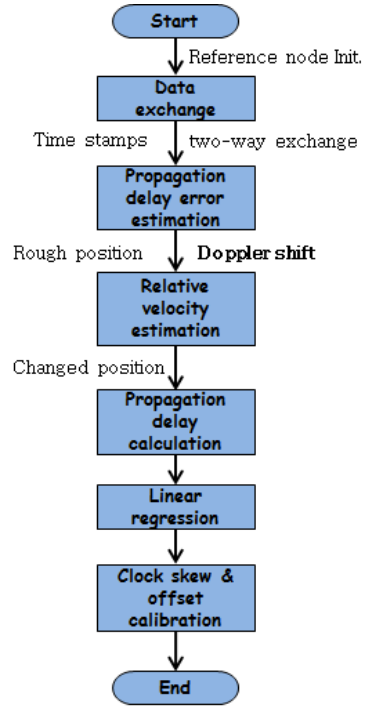 Start
Reference node Init.
Data
exchange
Time stamps
two-way exchange
Propagation
delay error
estimation
Rough position
Doppler shift
Relative
velocity
estimation
Changed position
Propagation
delay
calculation
Linear
regression
Clock skew &
offset
calibration
End